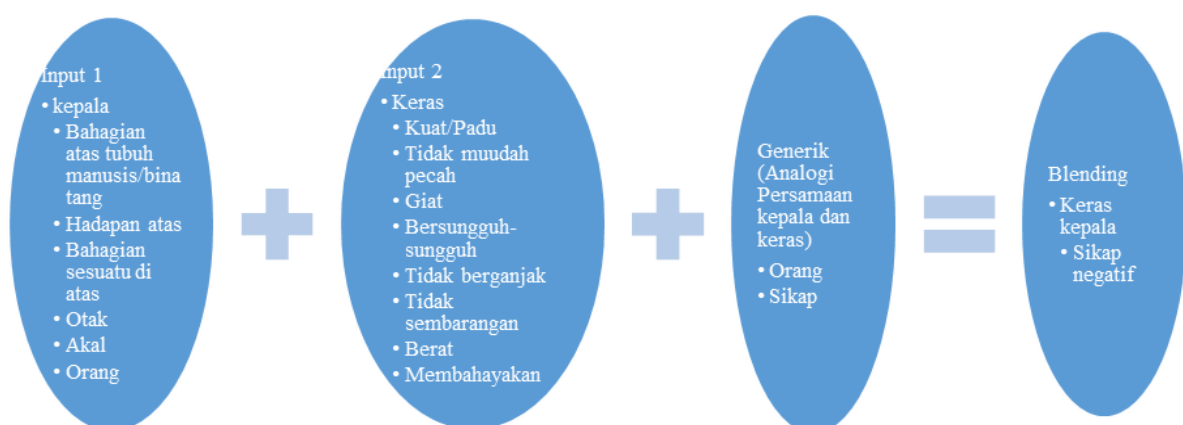 Input 1
• kepala
• Bahagian
atas tubuh
manusis/bina
tang
• Hadapan atas
• Bahagian
sesuatu di
atas
• Otak
• Akal
• Orang
Input 2
• Keras
• Kuat/Padu
• Tidak muudah
pecah
• Giat
• Bersungguh-
sungguh
• Tidak berganjak
• Tidak
sembarangan
• Berat
• Membahayakan
Generik
(Analogi
Persamaan
kepala dan
keras)
• Orang
• Sikap
Blending
• Keras
kepala
• Sikap
negatif